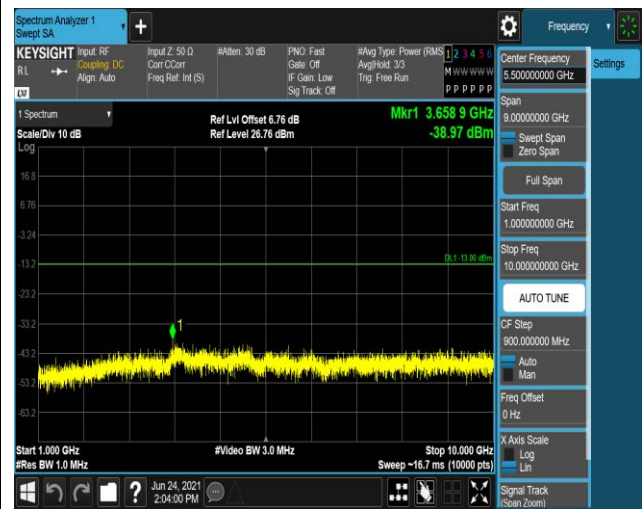 Spectrum Analyzer 1
Swept SA
+
Frequency
KEYSIGHT
RL
LXI
Input: RF
Coupling: DC
Align: Auto
Input Z: 50 Ω
Corr CCorr
Freq Ref: Int (S)
#Atten: 30 dB
PNO: Fast
Gate: Off
IF Gain: Low
Sig Track: Off
#Avg Type: Power (RMS
Avg|Hold: 3/3
Trig: Free Run
1 2 3 4 5 6
M W W W W W
P P P P P P
Settings
1 Spectrum
Scale/Div 10 dB
Log
Ref Lvl Offset 6.76 dB
Ref Level 26.76 dBm
Mkr1 3.658 9 GHz
-38.97 dBm
16.8
6.76
-3.24
-13.2
-23.2
-33.2
-43.2
-53.2
-63.2
DL1 -13.00 dBm
1
Start 1.000 GHz
#Res BW 1.0 MHz
#Video BW 3.0 MHz
Stop 10.000 GHz
Sweep ~16.7 ms (10000 pts)
Center Frequency
5.500000000 GHz
Span
9.00000000 GHz
Swept Span
Zero Span
Full Span
Start Freq
1.000000000 GHz
Stop Freq
10.000000000 GHz
AUTO TUNE
CF Step
900.000000 MHz
Auto
Man
Freq Offset
0 Hz
X Axis Scale
Log
Lin
Signal Track
(Span Zoom)
?
Jun 24, 2021
2:04:00 PM